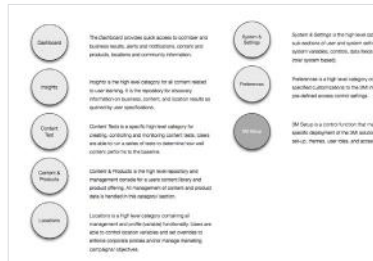 Dashboard
The Dashboard provides quick access to optimizer and
business results, alerts and notifications, content and
products, locations and community information.
Insights
Insights is the high level category for all content related
to user learning. It is the repository for all
information on business, content, and location results as
queried by user specifications.
Content
Test
Content Tests is a specific high level category for
creating, controlling and monitoring content tests. Users
are able to run a series of tests to determine how well
content performs to the baseline.
Content &
Products
Content & Products is the high level repository and
management console for a users content library and
product offering. All management of content and product
data is handled in this category/ section.
Locations
Locations is a high level category containing all
management and profile (variable) functionality. Users are
able to control location variables and set overrides to
enforce corporate policies and/or manage marketing
campaigns/ objectives.
System &
Settings
System & Settings is the high level
sub-sections of user and system
system variables, controls, data feeds
(non system-based).
Preferences
Preferences is a high level category
specified customizations to the
pre-defined access control settings.
Setup
Setup is a control function that
specific deployment of the
set-up, themes, user roles, and